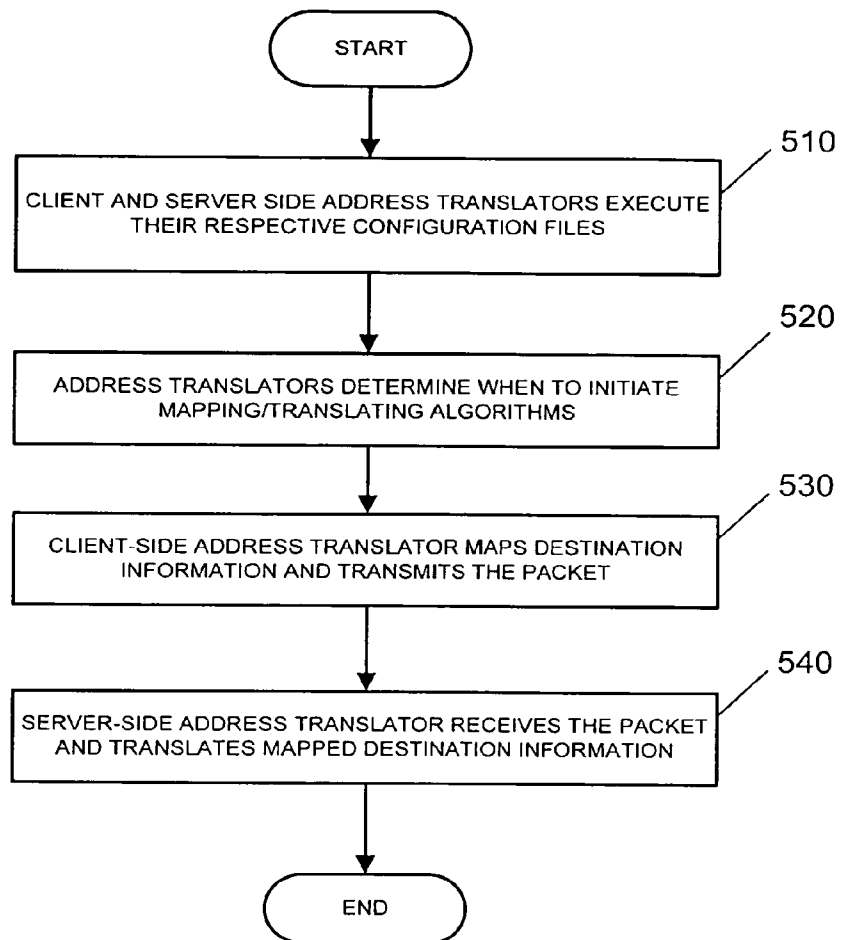 START
510
CLIENT AND SERVER SIDE ADDRESS TRANSLATORS EXECUTE
THEIR RESPECTIVE CONFIGURATION FILES
520
ADDRESS TRANSLATORS DETERMINE WHEN TO INITIATE
MAPPING/TRANSLATING ALGORITHMS
530
CLIENT-SIDE ADDRESS TRANSLATOR MAPS DESTINATION
INFORMATION AND TRANSMITS THE PACKET
540
SERVER-SIDE ADDRESS TRANSLATOR RECEIVES THE PACKET
AND TRANSLATES MAPPED DESTINATION INFORMATION
END